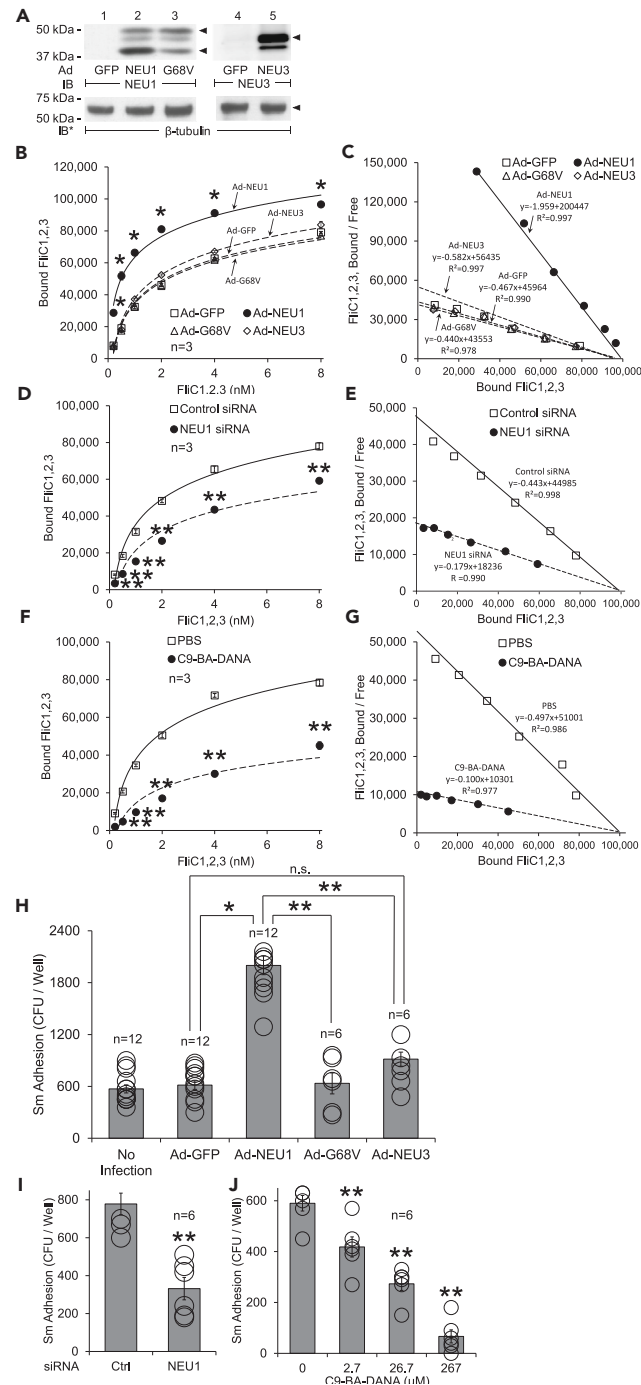 A
1 2 3 4 5
50 kDa
37 kDa
Ad GFP NEU1 G68V GFP NEU3
IB NEU1 NEU3
75 kDa
50 kDa
IB* β-tubulin
B
Bound FliC1,2,3
120,000
100,000
80,000
60,000
40,000
20,000
0
* * * * * *
Ad-NEU1
Ad-NEU3
Ad-GFP
Ad-G68V
Ad-GFP Ad-NEU1
Ad-G68V Ad-NEU3
n=3
0 2 4 6 8
FliC1.2.3 (nM)
C
Ad-GFP Ad-NEU1
Ad-G68V Ad-NEU3
FliC1,2,3, Bound / Free
150,000
120,000
90,000
60,000
30,000
0
Ad-NEU1
y=-1.959+200447
R²=0.997
Ad-NEU3
y=-0.582x+56435
R²=0.997
Ad-GFP
y=-0.467x+45964
R²=0.990
Ad-G68V
y=-0.440x+43553
R²=0.978
0 20,000 40,000 60,000 80,000 100,000
Bound FliC1,2,3
D
Bound FliC1,2,3
100,000
80,000
60,000
40,000
20,000
0
Control siRNA
NEU1 siRNA
n=3
** ** ** ** ** **
0 2 4 6 8
FliC1,2,3 (nM)
E
Control siRNA
NEU1 siRNA
FliC1,2,3, Bound / Free
50,000
40,000
30,000
20,000
10,000
0
Control siRNA
y=-0.443x+44985
R²=0.998
NEU1 siRNA
y=-0.179x+18236
R =0.990
0 20,000 40,000 60,000 80,000 100,000
Bound FliC1,2,3
F
Bound FliC1,2,3
100,000
80,000
60,000
40,000
20,000
0
PBS
C9-BA-DANA
n=3
** ** ** ** **
0 2 4 6 8
FliC1,2,3 (nM)
G
PBS
C9-BA-DANA
FliC1,2,3, Bound / Free
50,000
40,000
30,000
20,000
10,000
0
PBS
y=-0.497x+51001
R²=0.986
C9-BA-DANA
y=-0.100x+10301
R²=0.977
0 20,000 40,000 60,000 80,000 100,000
Bound FliC1,2,3
H
n.s.
**
* **
Sm Adhesion (CFU / Well)
2400
1800
1200
600
0
n=12 n=12 n=12 n=6 n=6
No Infection Ad-GFP Ad-NEU1 Ad-G68V Ad-NEU3
I
Sm Adhesion (CFU / Well)
800
600
400
200
0
n=6
**
siRNA Ctrl NEU1
J
Sm Adhesion (CFU / Well)
600
400
200
0
n=6
** ** **
0 2.7 26.7 267
C9-BA-DANA (uM)